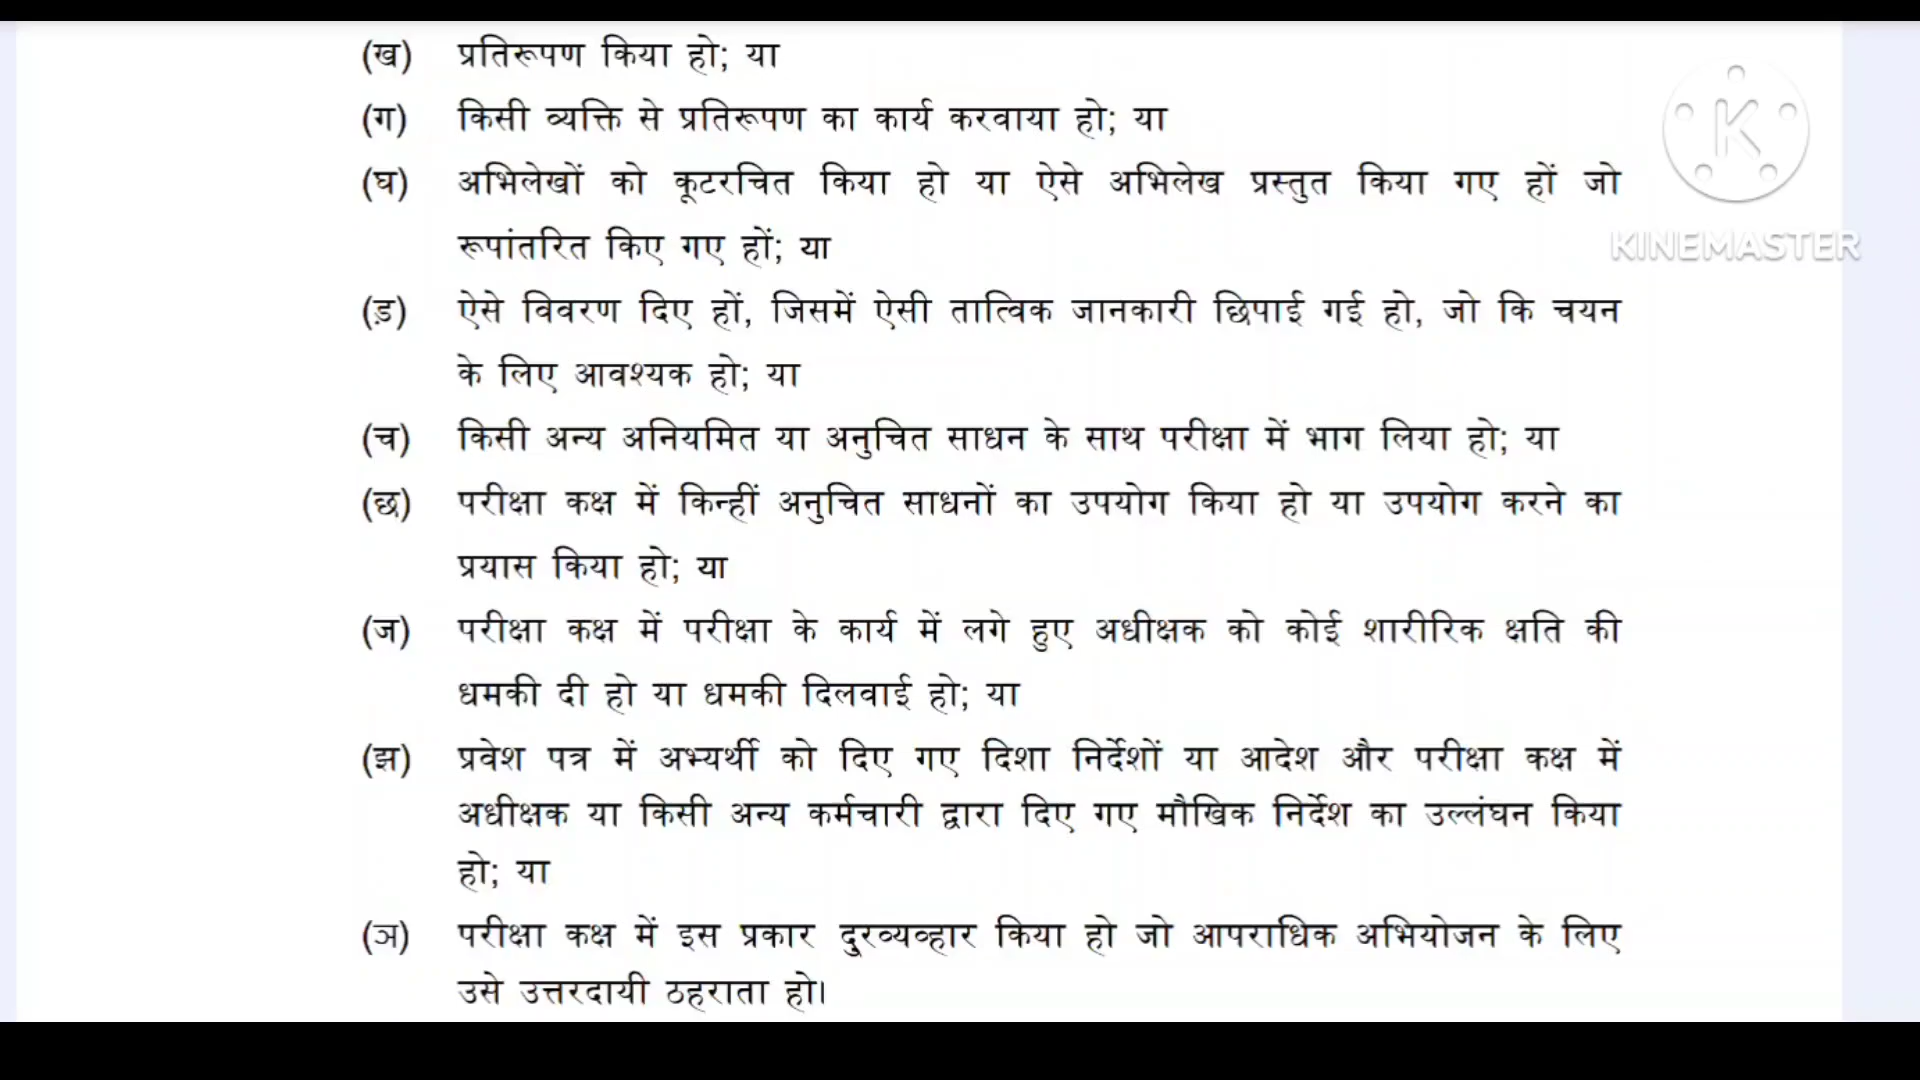 (ख) प्रतिरूपण किया हो; या
(ग) किसी व्यक्ति से प्रतिरूपण का कार्य करवाया हो; या
(घ) अभिलेखों को कूटरचित किया हो या ऐसे अभिलेख प्रस्तुत किया गए हों जो
रूपांतरित किए गए हों; या
(ड़) ऐसे विवरण दिए हों, जिसमें ऐसी तात्विक जानकारी छिपाई गई हो, जो कि चयन
के लिए आवश्यक हो; या
(च) किसी अन्य अनियमित या अनुचित साधन के साथ परीक्षा में भाग लिया हो; या
(छ) परीक्षा कक्ष में किन्हीं अनुचित साधनों का उपयोग किया हो या उपयोग करने का
प्रयास किया हो; या
(ज) परीक्षा कक्ष में परीक्षा के कार्य में लगे हुए अधीक्षक को कोई शारीरिक क्षति की
धमकी दी हो या धमकी दिलवाई हो; या
(झ) प्रवेश पत्र में अभ्यर्थी को दिए गए दिशा निर्देशों या आदेश और परीक्षा कक्ष में
अधीक्षक या किसी अन्य कर्मचारी द्वारा दिए गए मौखिक निर्देश का उल्लंघन किया
हो; या
(ञ) परीक्षा कक्ष में इस प्रकार दुरव्यव्हार किया हो जो आपराधिक अभियोजन के लिए
उसे उत्तरदायी ठहराता हो।
K
KINEMASTER